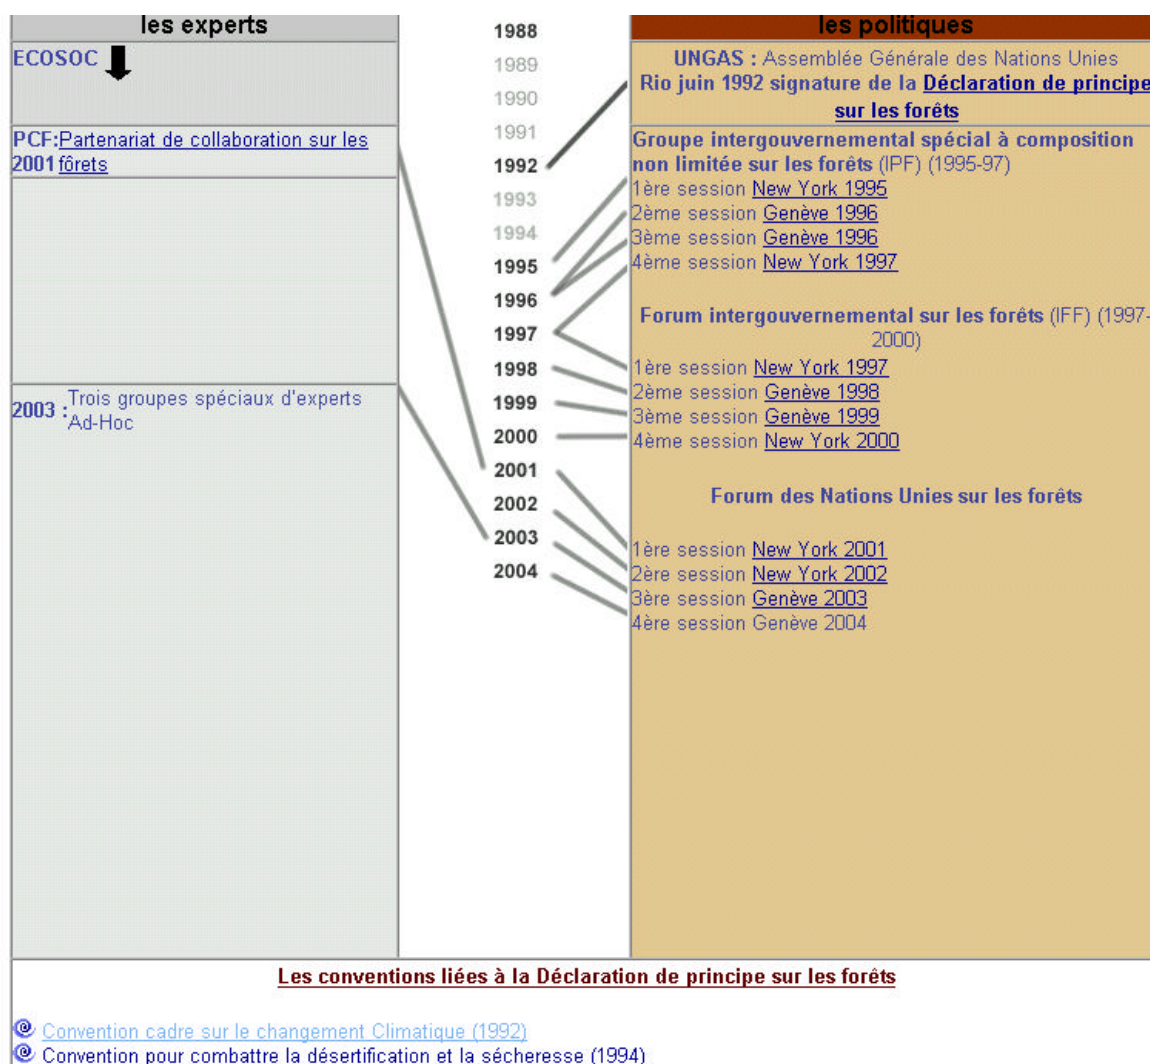 les experts
ECOSOC
PCF:Partenariat de collaboration sur les
2001 fôrets
2003 : Trois groupes spéciaux d'experts
Ad-Hoc
1988
1989
1990
1991
1992
1993
1994
1995
1996
1997
1998
1999
2000
2001
2002
2003
2004
les politiques
UNGAS : Assemblée Générale des Nations Unies
Rio juin 1992 signature de la Déclaration de principe
sur les forêts
Groupe intergouvernemental spécial à composition
non limitée sur les forêts (IPF) (1995-97)
1ère session New York 1995
2ème session Genève 1996
3ème session Genève 1996
4ème session New York 1997
Forum intergouvernemental sur les forêts (IFF) (1997-
2000)
1ère session New York 1997
2ème session Genève 1998
3ème session Genève 1999
4ème session New York 2000
Forum des Nations Unies sur les forêts
1ère session New York 2001
2ère session New York 2002
3ère session Genève 2003
4ère session Genève 2004
Les conventions liées à la Déclaration de principe sur les forêts
Convention cadre sur le changement Climatique (1992)
Convention pour combattre la désertification et la sécheresse (1994)